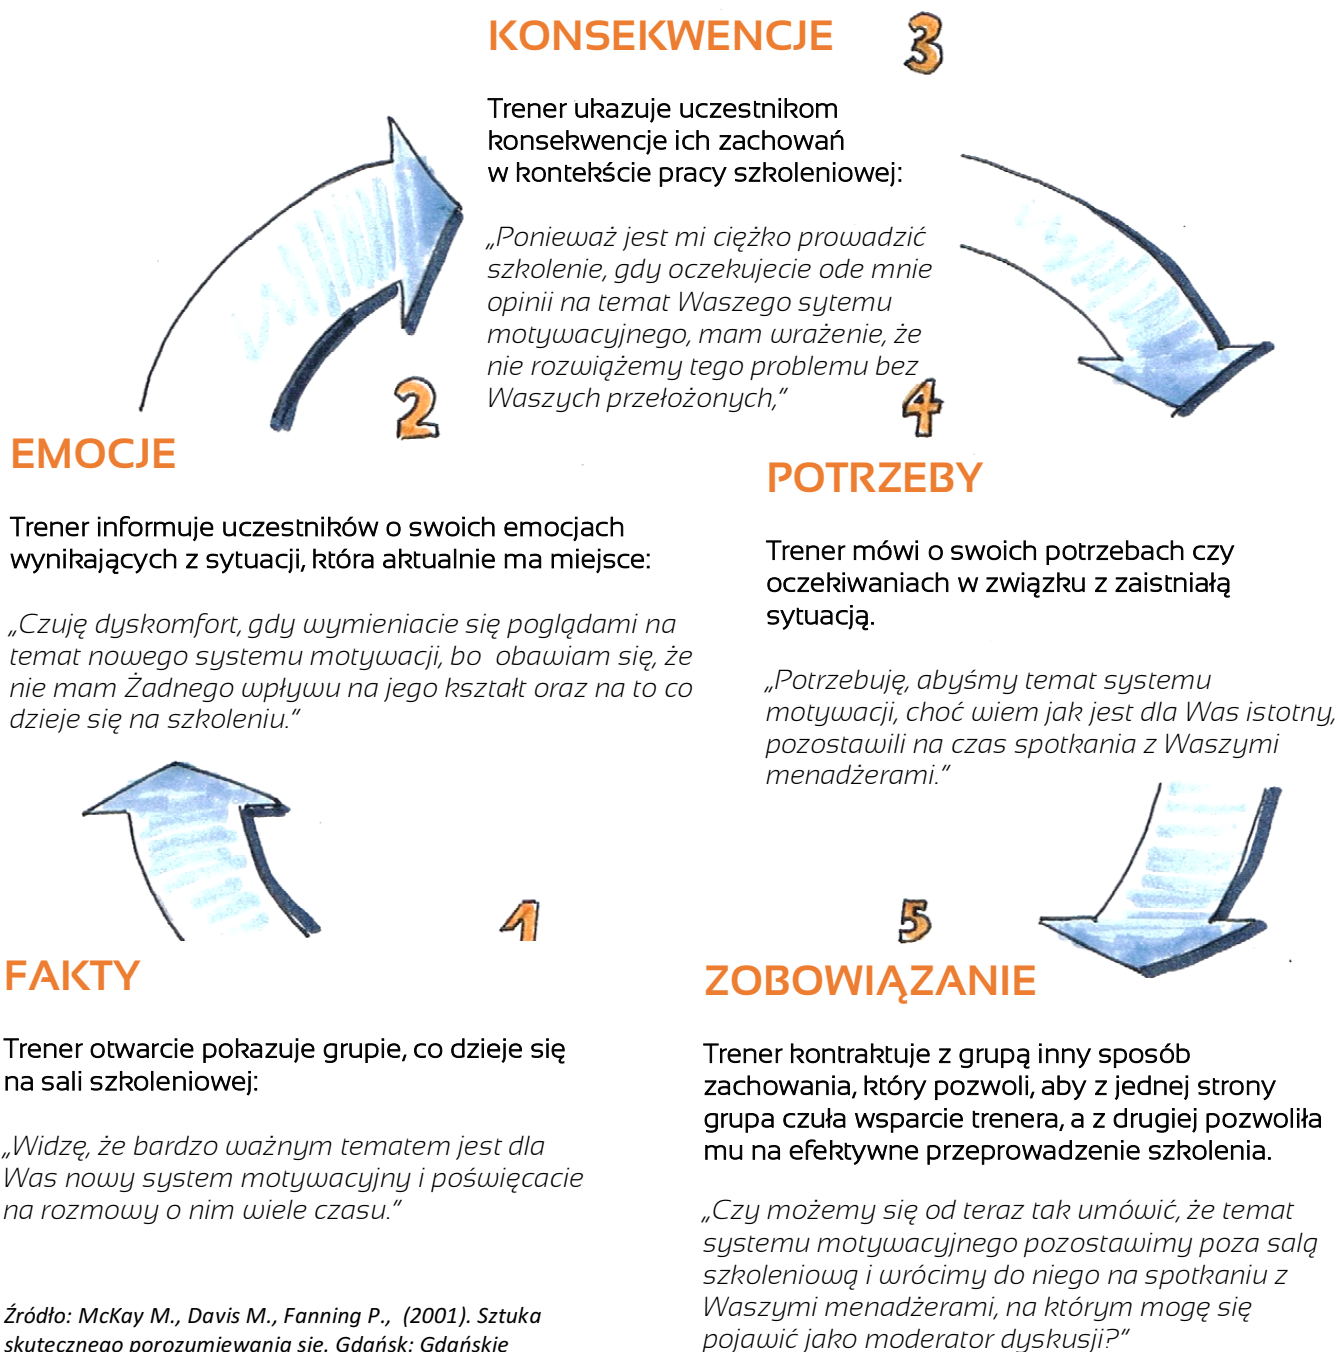 KONSEKWENCJE
3
Trener ukazuje uczestnikom
konsekwencje ich zachowań
w kontekście pracy szkoleniowej:
„Ponieważ jest mi ciężko prowadzić
szkolenie, gdy oczekujecie ode mnie
opinii na temat Waszego sytemu
motywacyjnego, mam wrażenie, że
nie rozwiążemy tego problemu bez
Waszych przełożonych,”
2
EMOCJE
Trener informuje uczestników o swoich emocjach
wynikających z sytuacji, która aktualnie ma miejsce:
„Czuję dyskomfort, gdy wymieniacie się poglądami na
temat nowego systemu motywacji, bo  obawiam się, że
nie mam Żadnego wpływu na jego kształt oraz na to co
dzieje się na szkoleniu.”
4
POTRZEBY
Trener mówi o swoich potrzebach czy
oczekiwaniach w związku z zaistniałą
sytuacją.
„Potrzebuję, abyśmy temat systemu
motywacji, choć wiem jak jest dla Was istotny,
pozostawili na czas spotkania z Waszymi
menadżerami.”
1
FAKTY
Trener otwarcie pokazuje grupie, co dzieje się
na sali szkoleniowej:
„Widzę, że bardzo ważnym tematem jest dla
Was nowy system motywacyjny i poświęcacie
na rozmowy o nim wiele czasu.”
Źródło: McKay M., Davis M., Fanning P.,  (2001). Sztuka
skutecznego porozumiewania się. Gdańsk: Gdańskie
5
ZOBOWIĄZANIE
Trener kontraktuje z grupą inny sposób
zachowania, który pozwoli, aby z jednej strony
grupa czuła wsparcie trenera, a z drugiej pozwoliła
mu na efektywne przeprowadzenie szkolenia.
„Czy możemy się od teraz tak umówić, że temat
systemu motywacyjnego pozostawimy poza salą
szkoleniową i wrócimy do niego na spotkaniu z
Waszymi menadżerami, na którym mogę się
pojawić jako moderator dyskusji?”